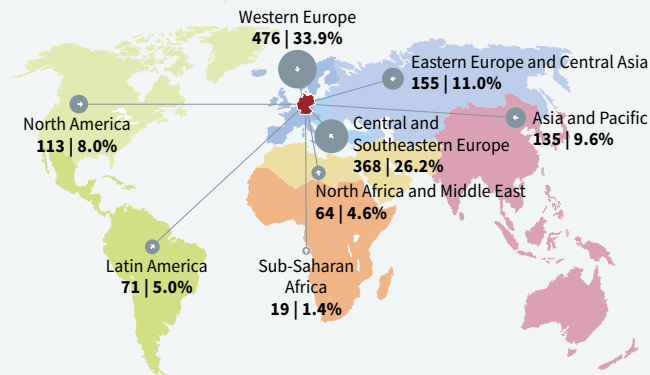 Western Europe
476 | 33.9%
Eastern Europe and Central Asia
155 | 11.0%
North America
113 | 8.0%
Central and
Southeastern Europe
368 | 26.2%
Asia and Pacific
135 | 9.6%
North Africa and Middle East
64 | 4.6%
Latin America
71 | 5.0%
Sub-Saharan
Africa
19 | 1.4%